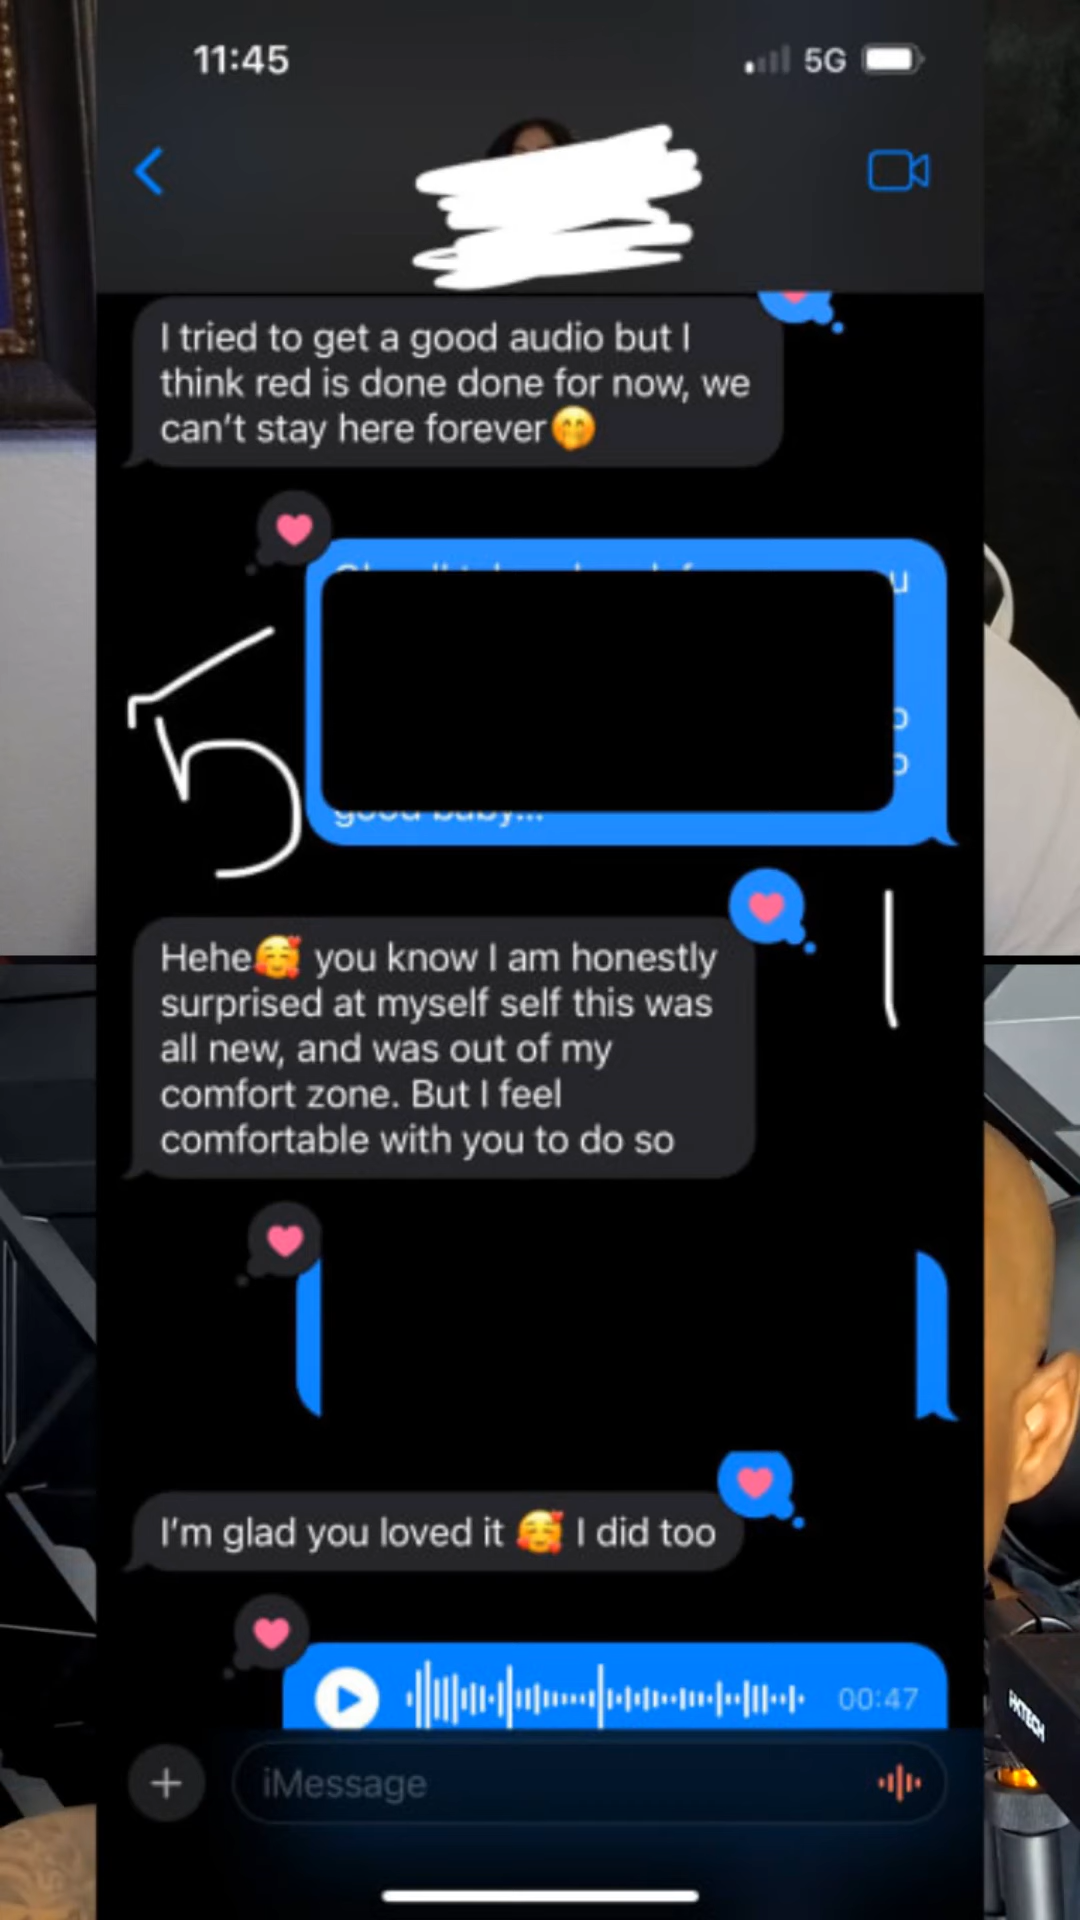 11:45
5G
I tried to get a good audio but I
think red is done done for now, we
can't stay here forever🤭
u
good baby...
Hehe🥰 you know I am honestly
surprised at myself self this was
all new, and was out of my
comfort zone. But I feel
comfortable with you to do so
I'm glad you loved it 🥰 I did too
00:47
iMessage